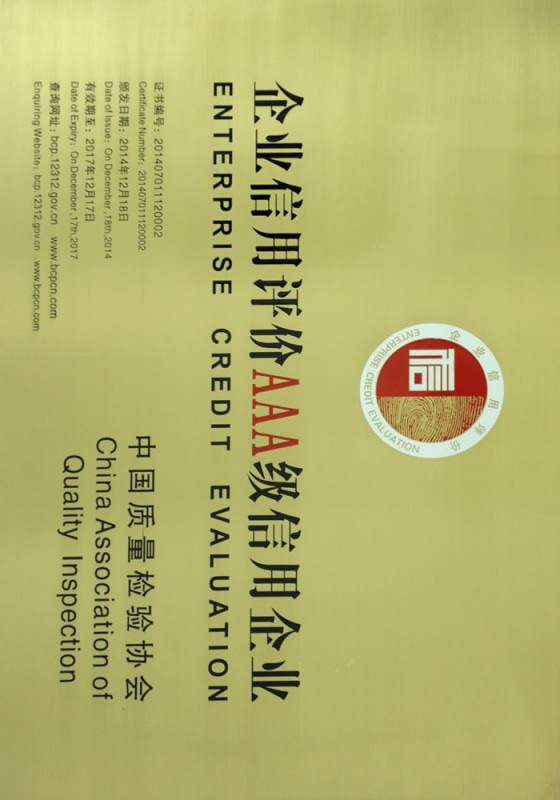 企业信用评价
ENTERPRISE CREDIT EVALUATION
信
企业信用评价AAA级信用企业
ENTERPRISE CREDIT EVALUATION
证书编号：201407011120002
Certificate Number：201407011120002
颁发日期：2014年12月18日
Date of Issue：On December ,18th,2014
有效期至：2017年12月17日
Date of Expiry：On December ,17th,2017
查询网址：bcp.12312.gov.cn www.bcpcn.com
Enquiring Website：bcp.12312.gov.cn www.bcpcn.com
中国质量检验协会
China Association of
Quality Inspection